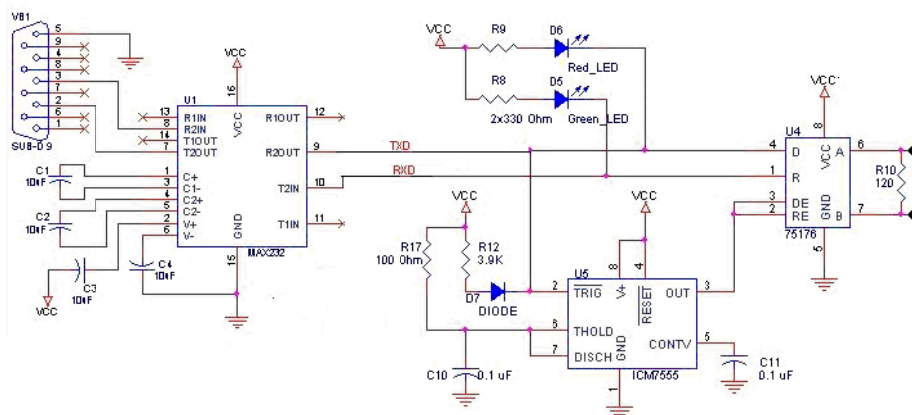 VB1
5
9
4
8
3
7
2
6
1
SUB-D 9
VCC
U1
16
VCC
13 R1IN
8 R2IN
14 T1OUT
7 T2OUT
1 C+
3 C1-
4 C2+
5 C2-
2 V+
6 V-
R1OUT 12
R2OUT 9
T2IN 10
T1IN 11
GND
15
MAX232
C1
10uF
C2
10uF
C3
10uF
C4
10uF
VCC
TXD
RXD
VCC
R9
D6
Red_LED
R8
D5
2x330 Ohm
Green_LED
VCC
R17
100 Ohm
R12
3.9K
D7
DIODE
C10
0.1 uF
VCC
U5
8
4
V+
RESET
2 TRIG
6 THOLD
7 DISCH
OUT 3
CONTV 5
GND
1
ICM7555
C11
0.1 uF
VCC'
U4
8
VCC
4 D
1 R
3 DE
2 RE
A 6
B 7
GND
5
75176
R10
120